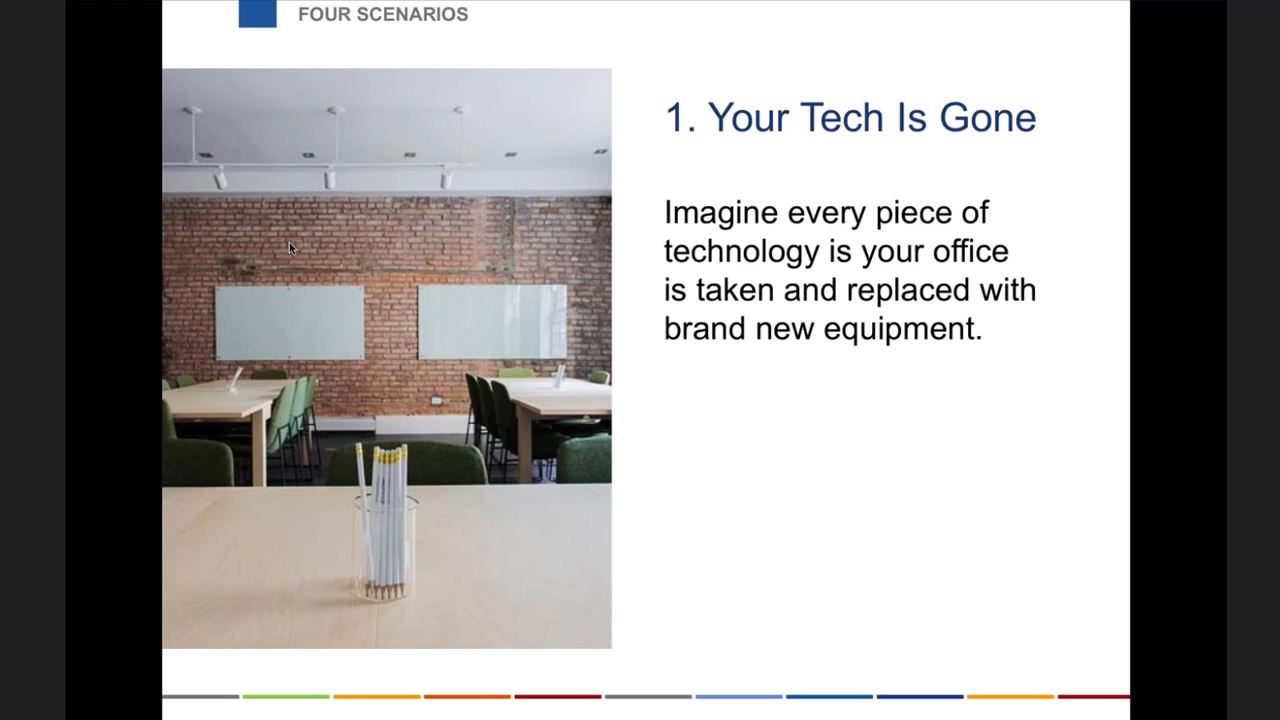 FOUR SCENARIOS
1. Your Tech Is Gone
Imagine every piece of
technology is your office
is taken and replaced with
brand new equipment.